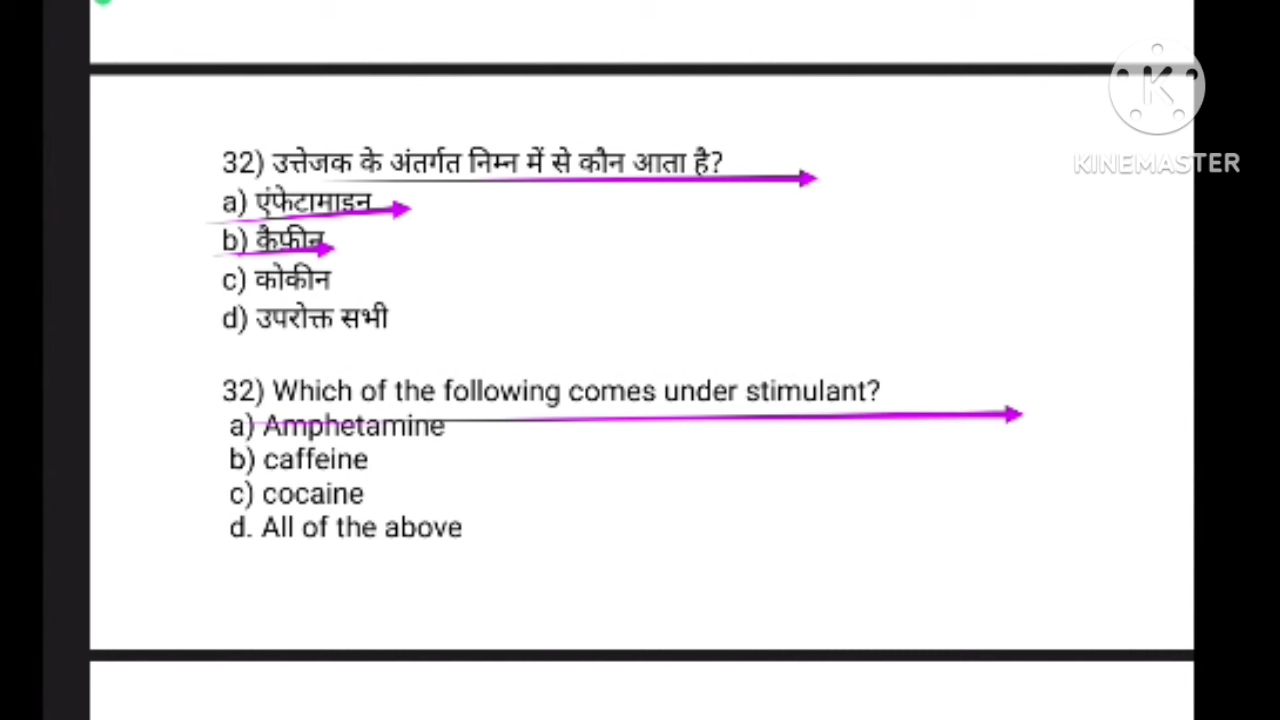 KINEMASTER
32) उत्तेजक के अंतर्गत निम्न में से कौन आता है?
a) एंफेटामाइन
b) कैफीन
c) कोकीन
d) उपरोक्त सभी
32) Which of the following comes under stimulant?
a) Amphetamine
b) caffeine
c) cocaine
d. All of the above